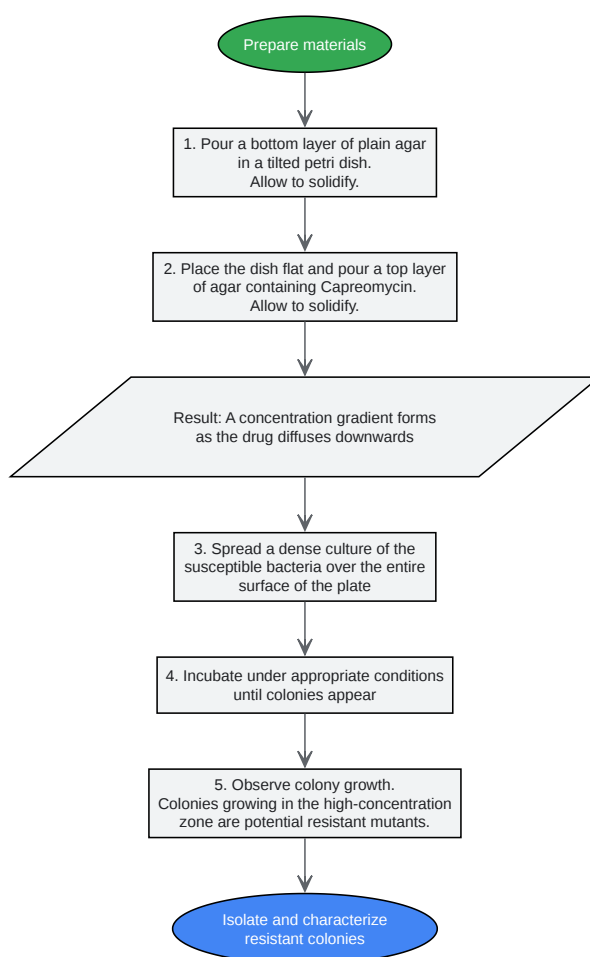 Prepare materials
1. Pour a bottom layer of plain agar
in a tilted petri dish.
Allow to solidify.
2. Place the dish flat and pour a top layer
of agar containing Capreomycin.
Allow to solidify.
Result: A concentration gradient forms
as the drug diffuses downwards
3. Spread a dense culture of the
susceptible bacteria over the entire
surface of the plate
4. Incubate under appropriate conditions
until colonies appear
5. Observe colony growth.
Colonies growing in the high-concentration
zone are potential resistant mutants.
Isolate and characterize
resistant colonies